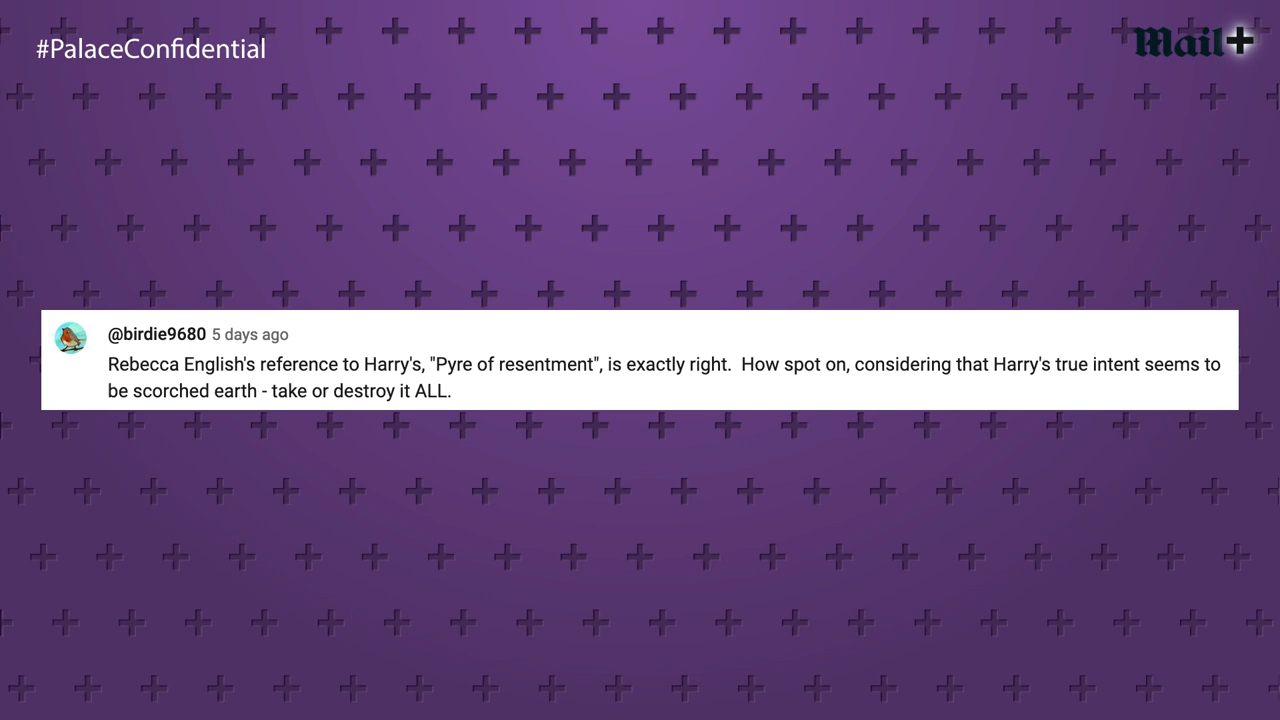 #PalaceConfidential
Mail+
@birdie9680 5 days ago
Rebecca English's reference to Harry's, "Pyre of resentment", is exactly right.  How spot on, considering that Harry's true intent seems to
be scorched earth - take or destroy it ALL.